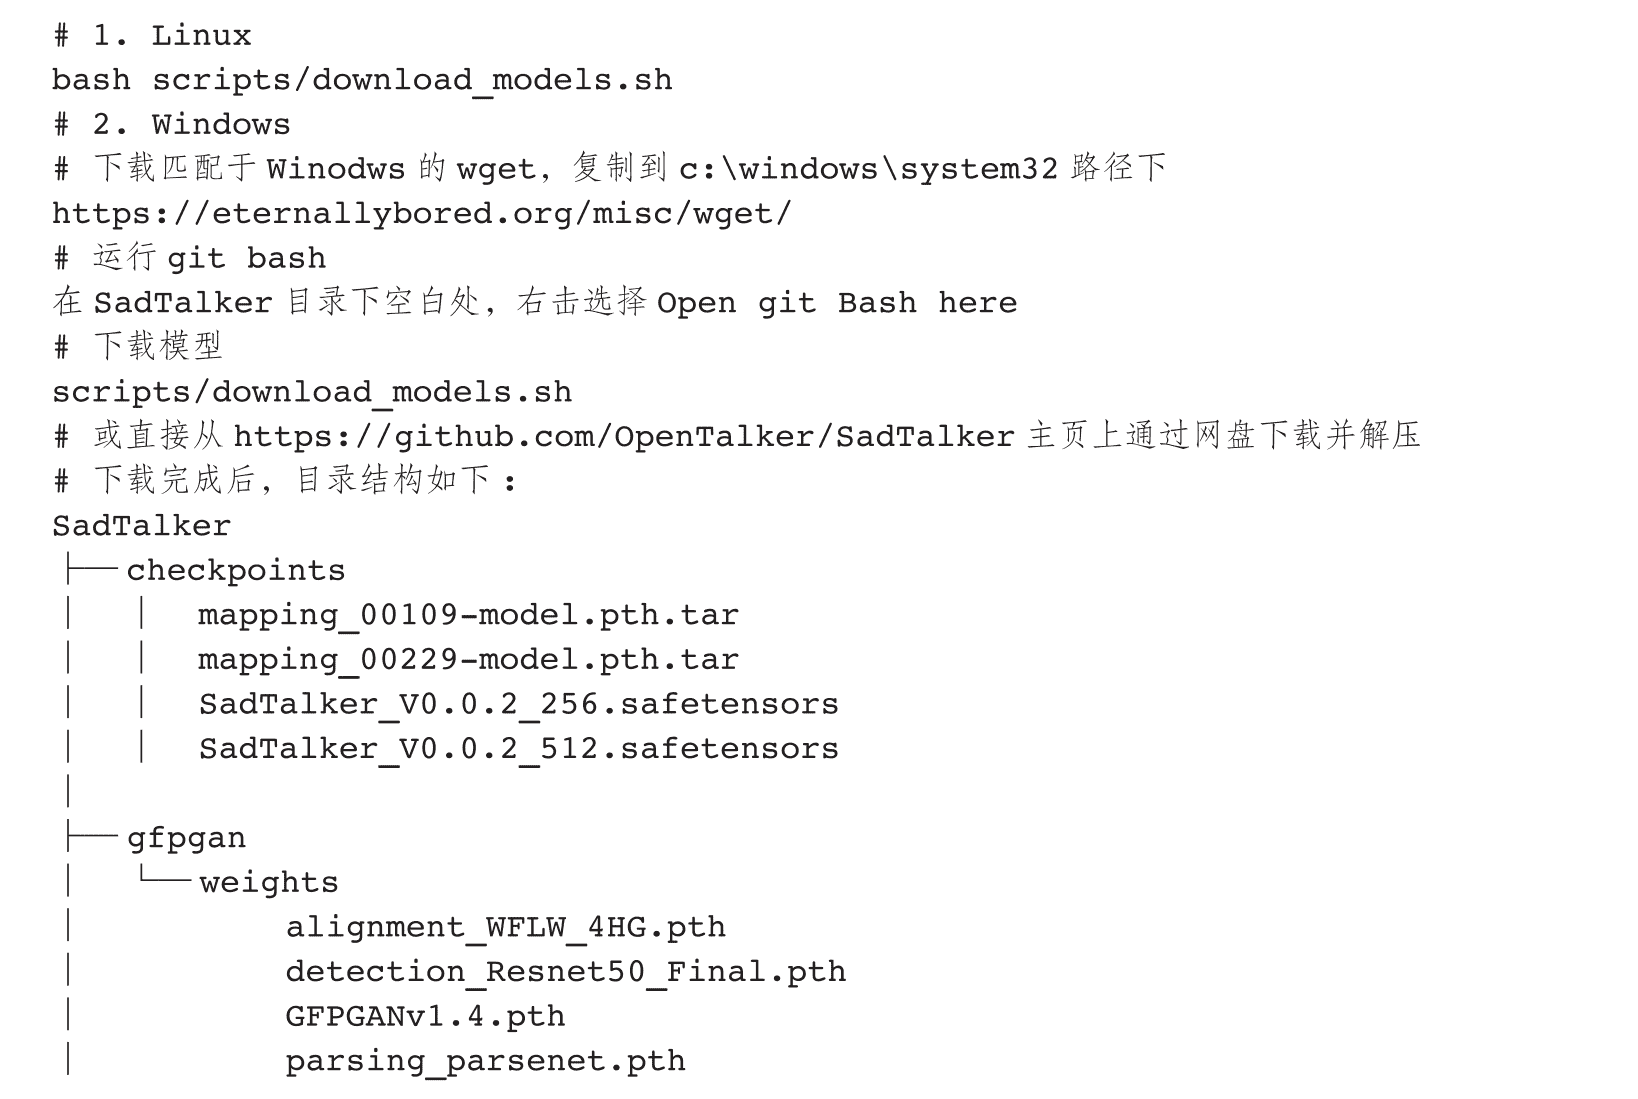 # 1. Linux
bash scripts/download_models.sh
# 2. Windows
# 下载匹配于 Winodws 的 wget，复制到 c:\windows\system32 路径下
https://eternallybored.org/misc/wget/
# 运行 git bash
在 SadTalker 目录下空白处，右击选择 Open git Bash here
# 下载模型
scripts/download_models.sh
# 或直接从 https://github.com/OpenTalker/SadTalker 主页上通过网盘下载并解压
# 下载完成后，目录结构如下：
SadTalker
├── checkpoints
│   │   mapping_00109-model.pth.tar
│   │   mapping_00229-model.pth.tar
│   │   SadTalker_V0.0.2_256.safetensors
│   │   SadTalker_V0.0.2_512.safetensors
│
├── gfpgan
│   └── weights
│           alignment_WFLW_4HG.pth
│           detection_Resnet50_Final.pth
│           GFPGANv1.4.pth
│           parsing_parsenet.pth